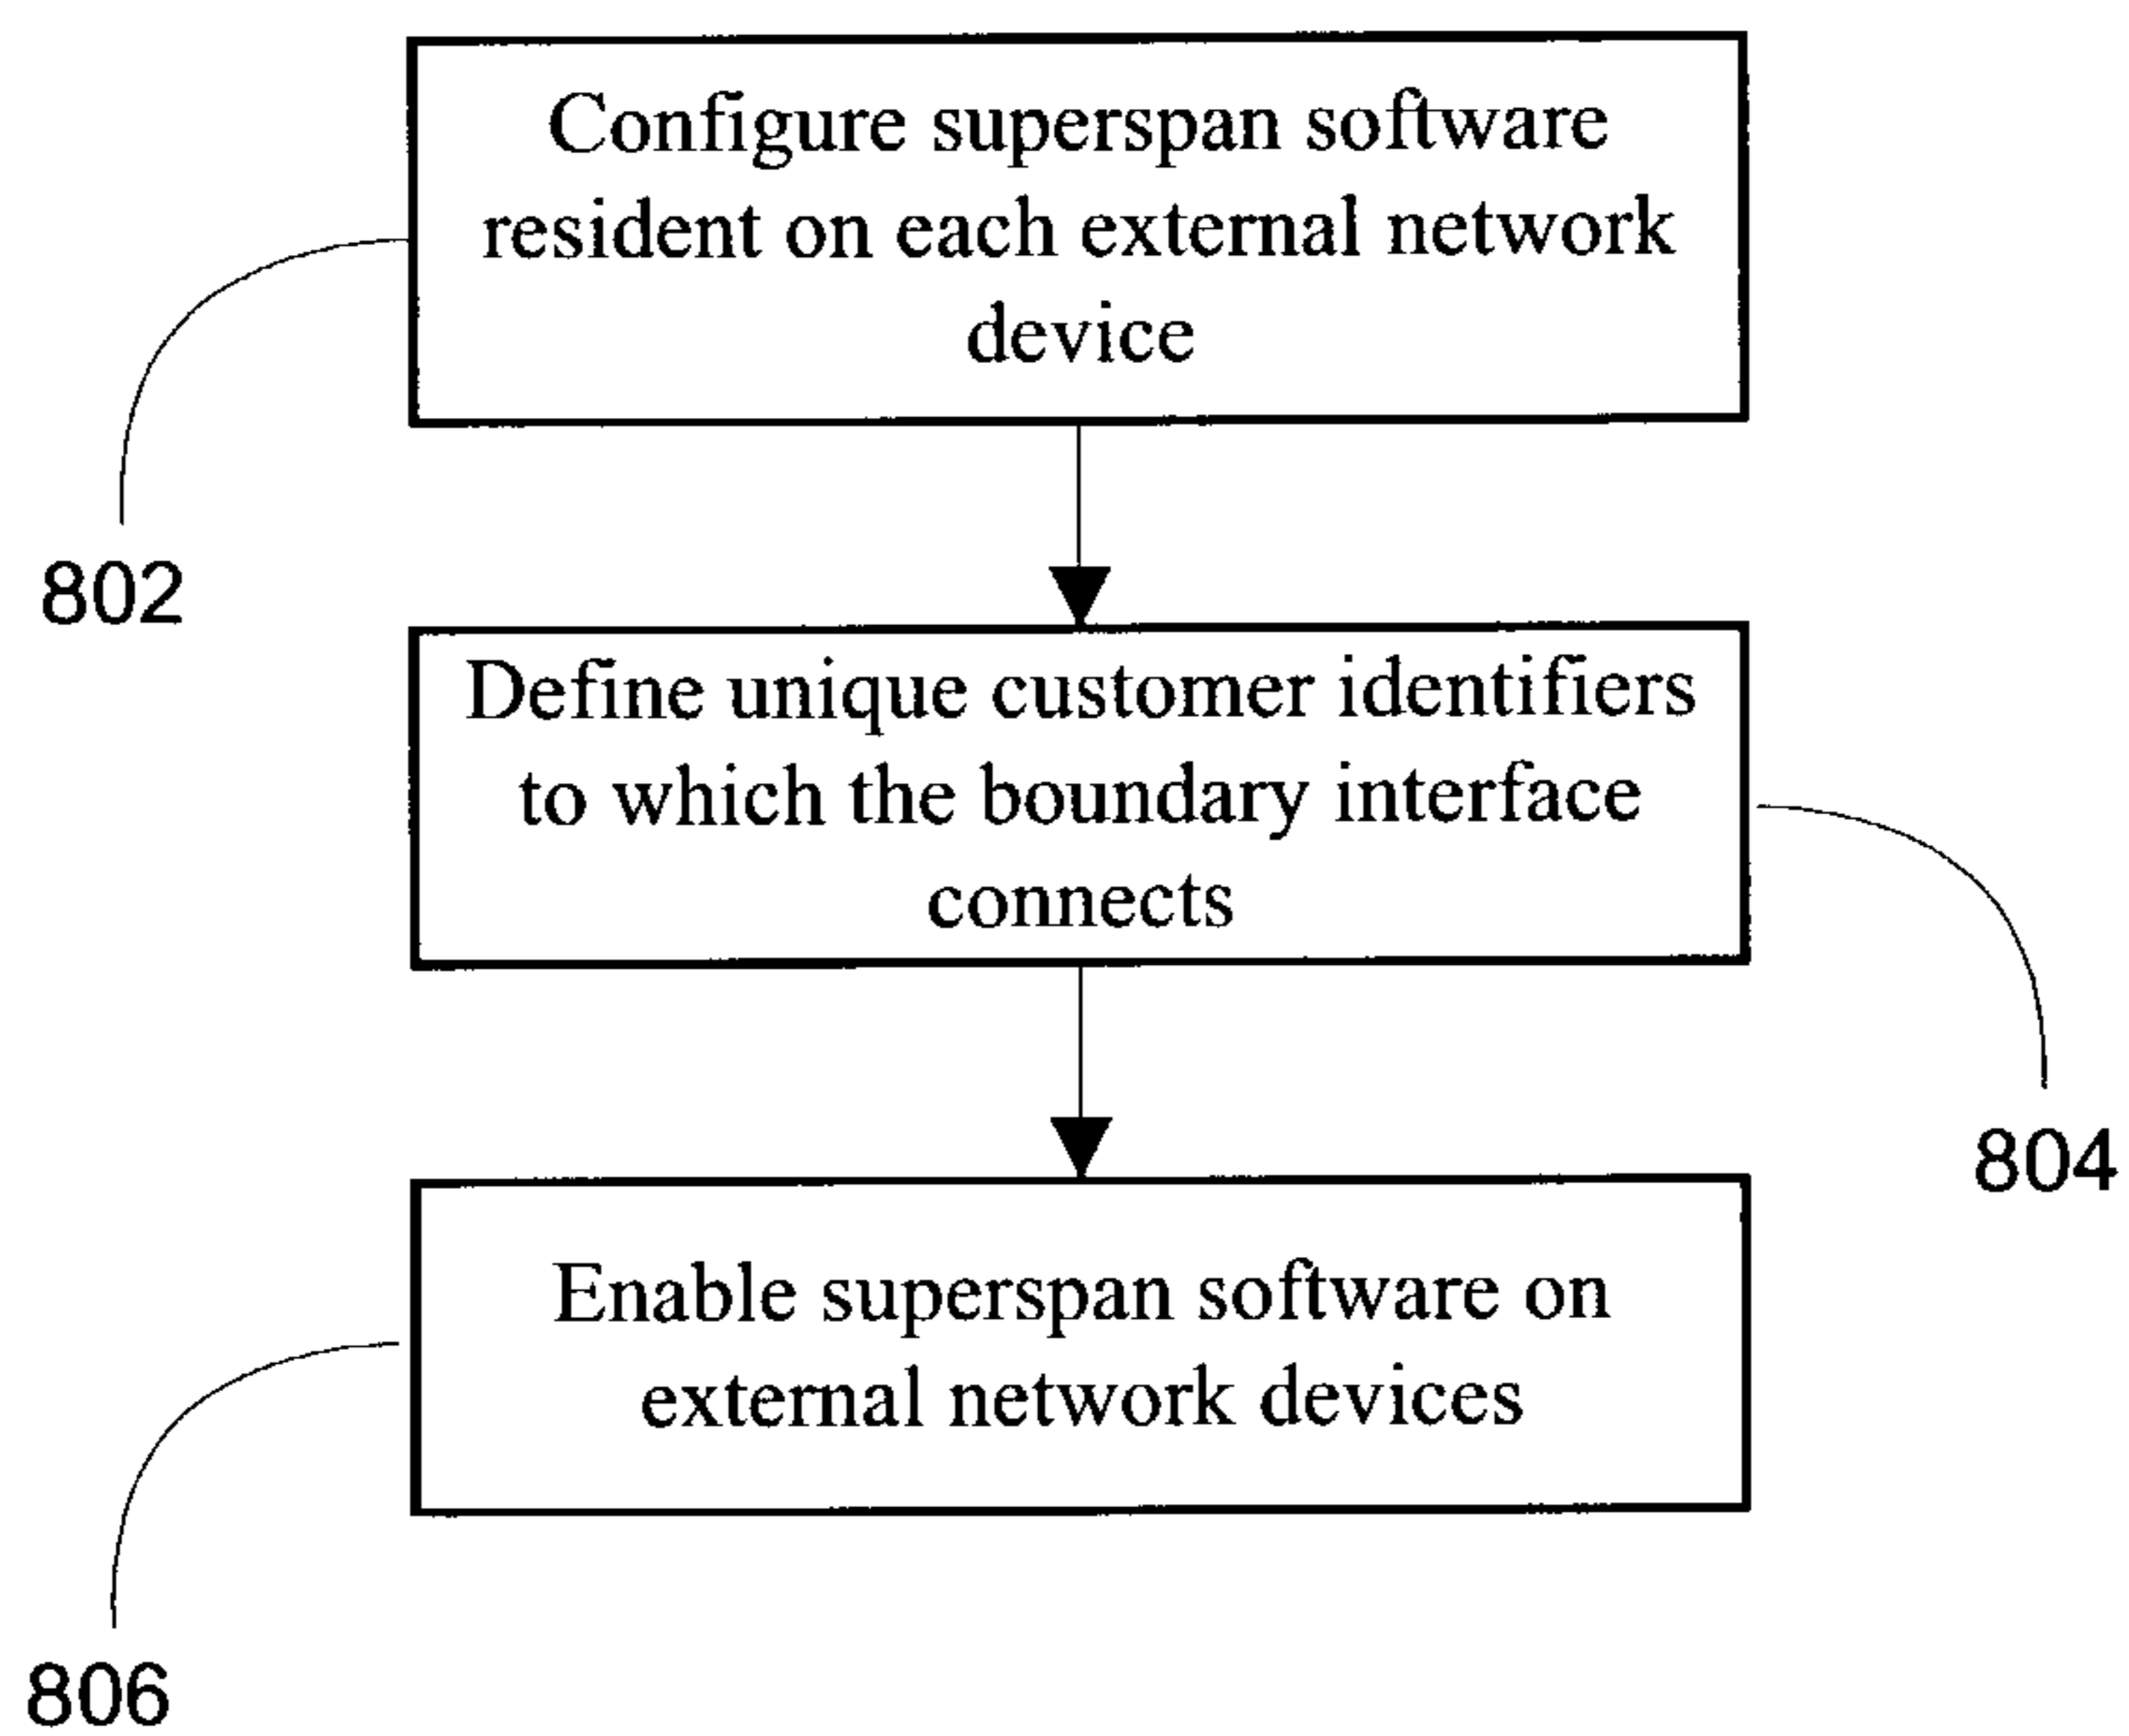 Configure superspan software
resident on each external network
device
802
Define unique customer identifiers
to which the boundary interface
connects
804
Enable superspan software on
external network devices
806